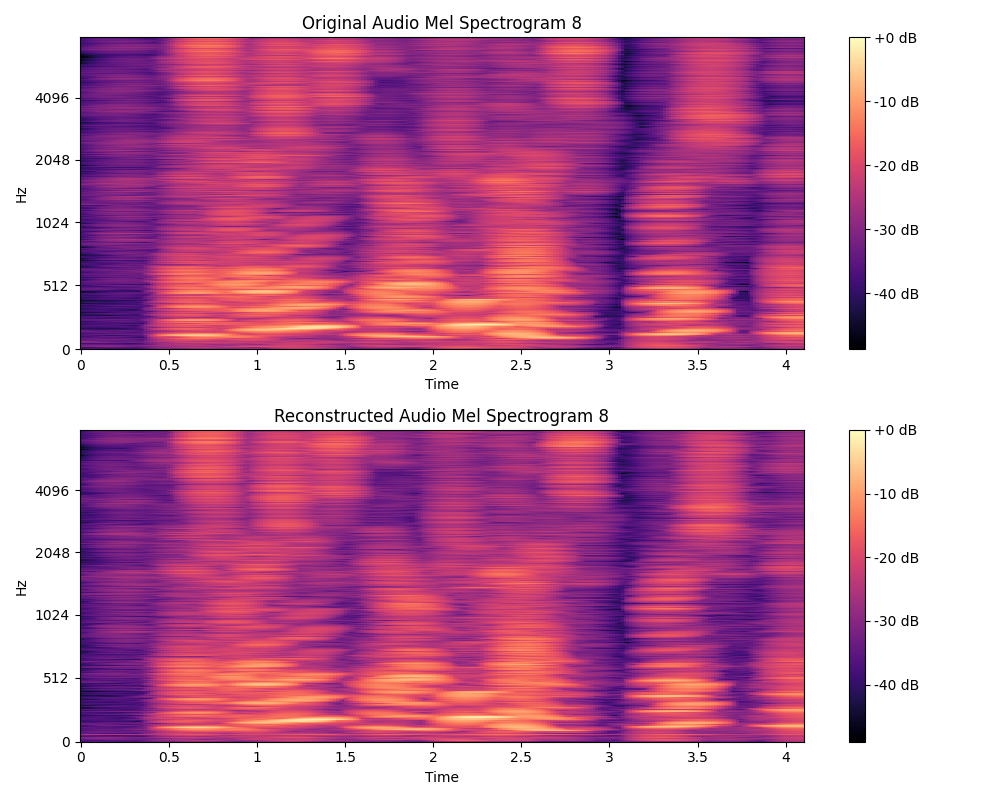 Original Audio Mel Spectrogram 8
+0 dB
4096
-10 dB
2048
-20 dB
Hz
1024
-30 dB
512
-40 dB
0
0 0.5 1 1.5 2 2.5 3 3.5 4
Time
Reconstructed Audio Mel Spectrogram 8
+0 dB
4096
-10 dB
2048
-20 dB
Hz
1024
-30 dB
512
-40 dB
0
0 0.5 1 1.5 2 2.5 3 3.5 4
Time